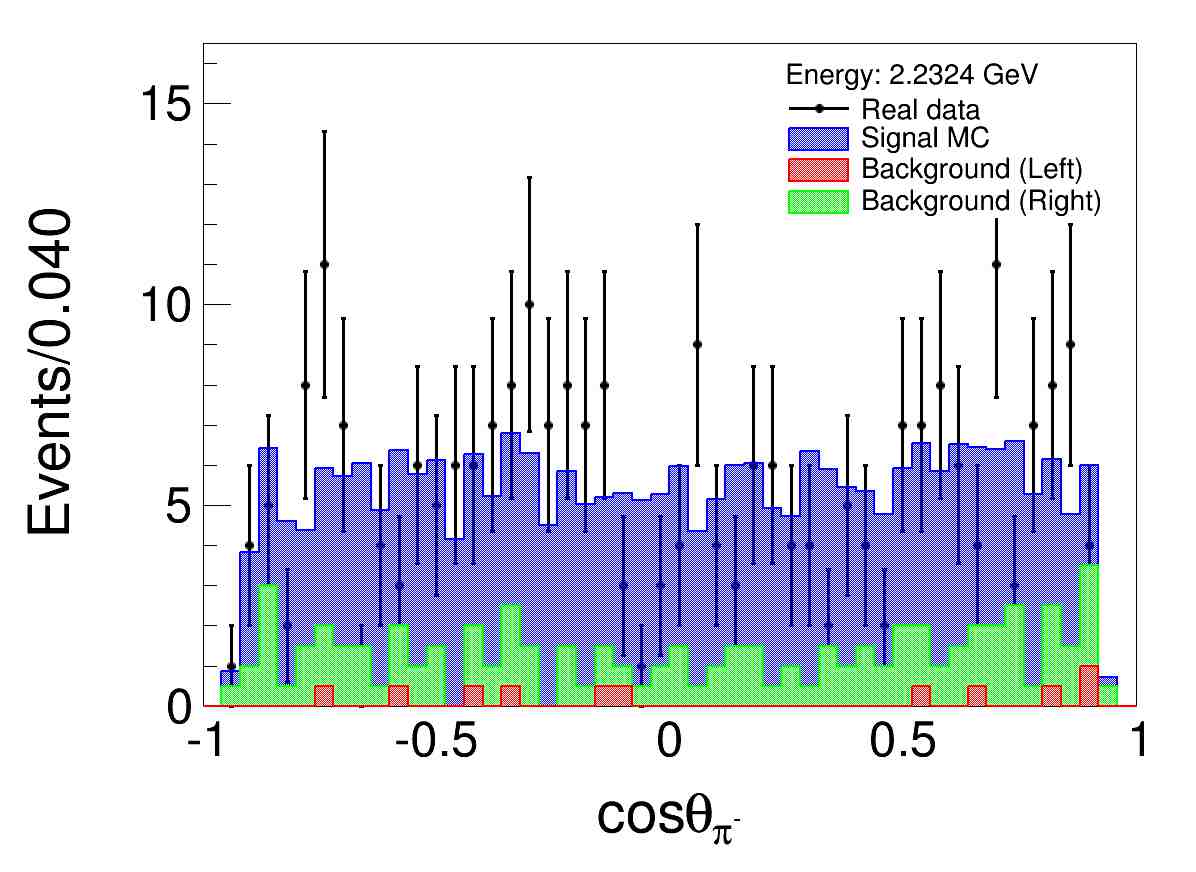 Energy: 2.2324 GeV
Real data
Signal MC
Background (Left)
Background (Right)
Events/0.040
15
10
5
0
-1 -0.5 0 0.5 1
cosθπ-